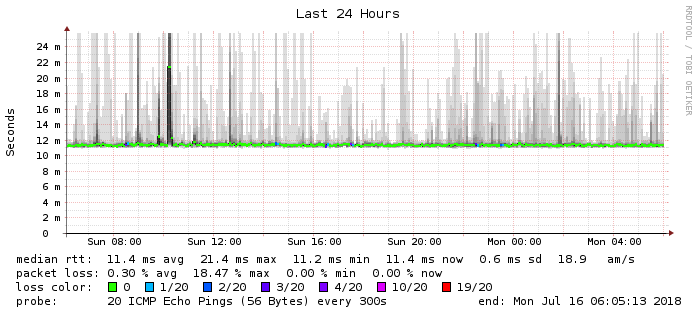 Last 24 Hours
RRDTOOL / TOBI OETIKER
Seconds
24 m
22 m
20 m
18 m
16 m
14 m
12 m
10 m
8 m
6 m
4 m
2 m
0
Sun 08:00 Sun 12:00 Sun 16:00 Sun 20:00 Mon 00:00 Mon 04:00
median rtt: 11.4 ms avg 21.4 ms max 11.2 ms min 11.4 ms now 0.6 ms sd 18.9 am/s
packet loss: 0.30 % avg 18.47 % max 0.00 % min 0.00 % now
loss color: 0 1/20 2/20 3/20 4/20 10/20 19/20
probe: 20 ICMP Echo Pings (56 Bytes) every 300s end: Mon Jul 16 06:05:13 2018